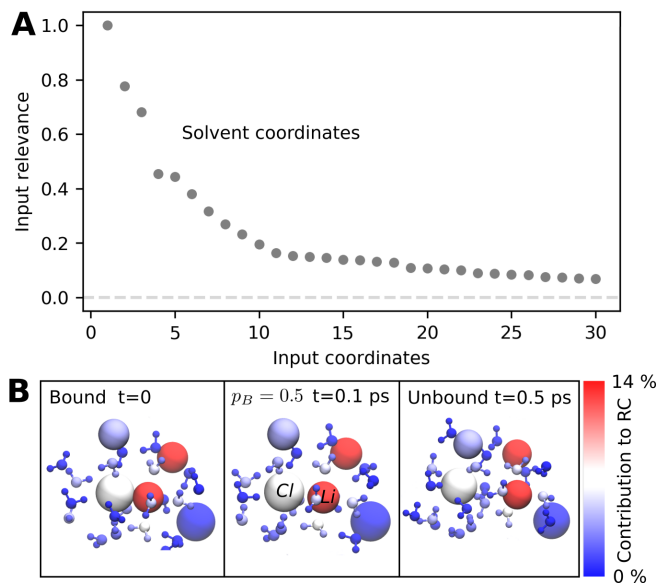 A
1.0
0.8
0.6
0.4
0.2
0.0
Input relevance
Solvent coordinates
0 5 10 15 20 25 30
Input coordinates
B
Bound t=0
p_B = 0.5 t=0.1 ps
Unbound t=0.5 ps
Cl
Li
14 %
Contribution to RC
0 %